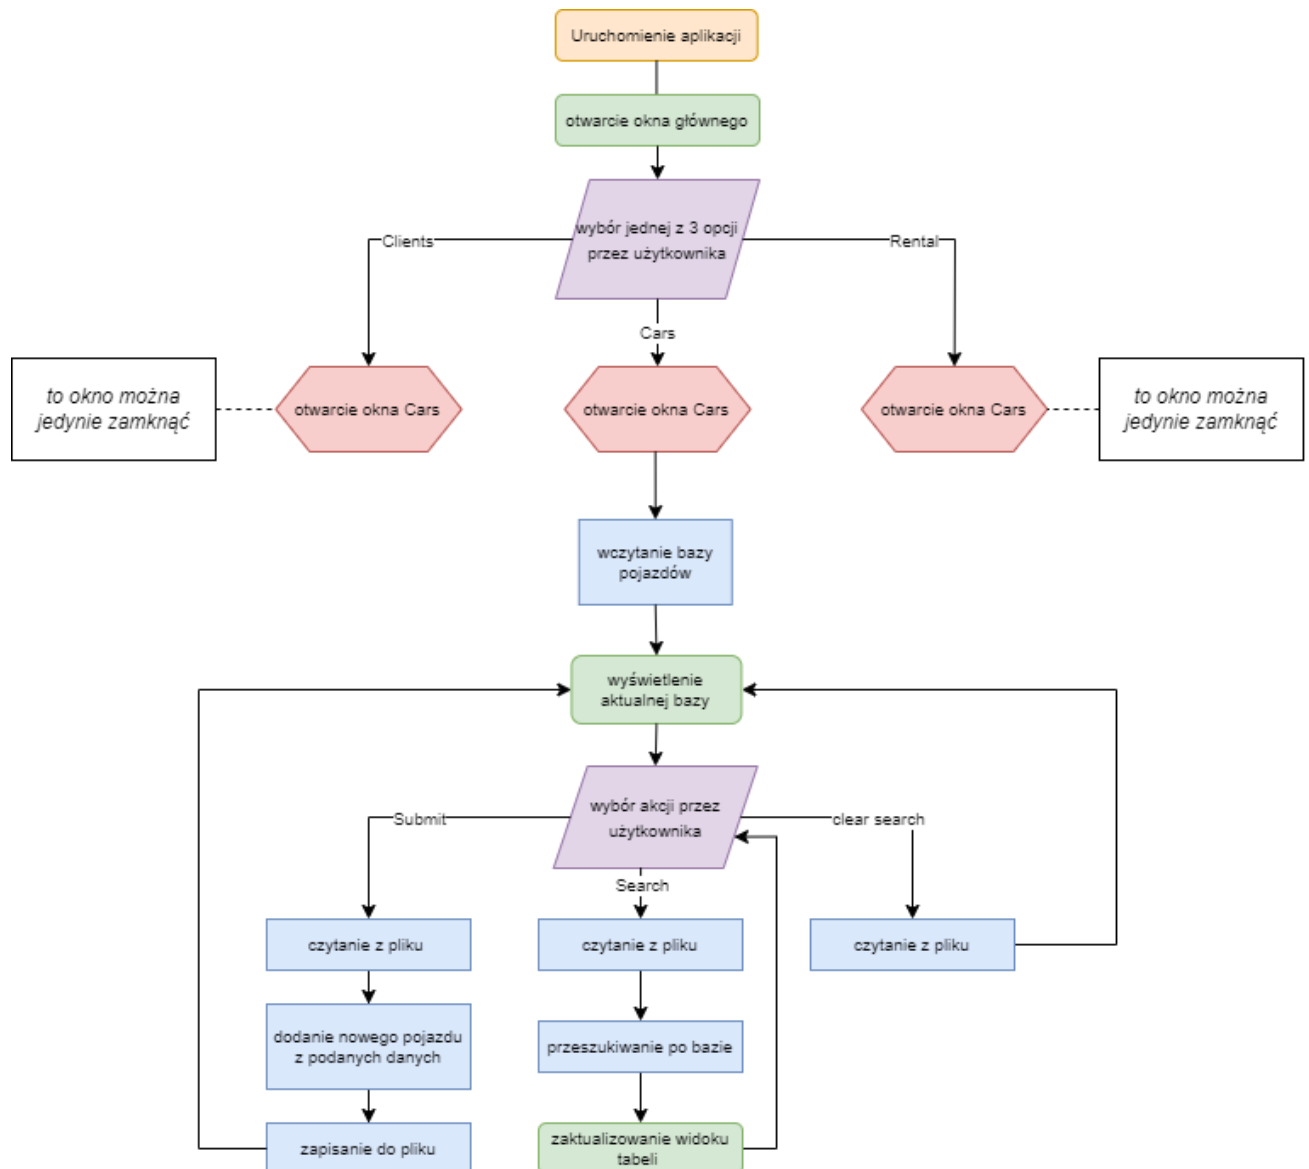 Uruchomienie aplikacji
otwarcie okna głównego
wybór jednej z 3 opcji
przez użytkownika
Clients
Rental
Cars
to okno można
jedynie zamknąć
otwarcie okna Cars
otwarcie okna Cars
otwarcie okna Cars
to okno można
jedynie zamknąć
wczytanie bazy
pojazdów
wyświetlenie
aktualnej bazy
wybór akcji przez
użytkownika
Submit
clear search
Search
czytanie z pliku
czytanie z pliku
czytanie z pliku
dodanie nowego pojazdu
z podanych danych
przeszukiwanie po bazie
zapisanie do pliku
zaktualizowanie widoku
tabeli